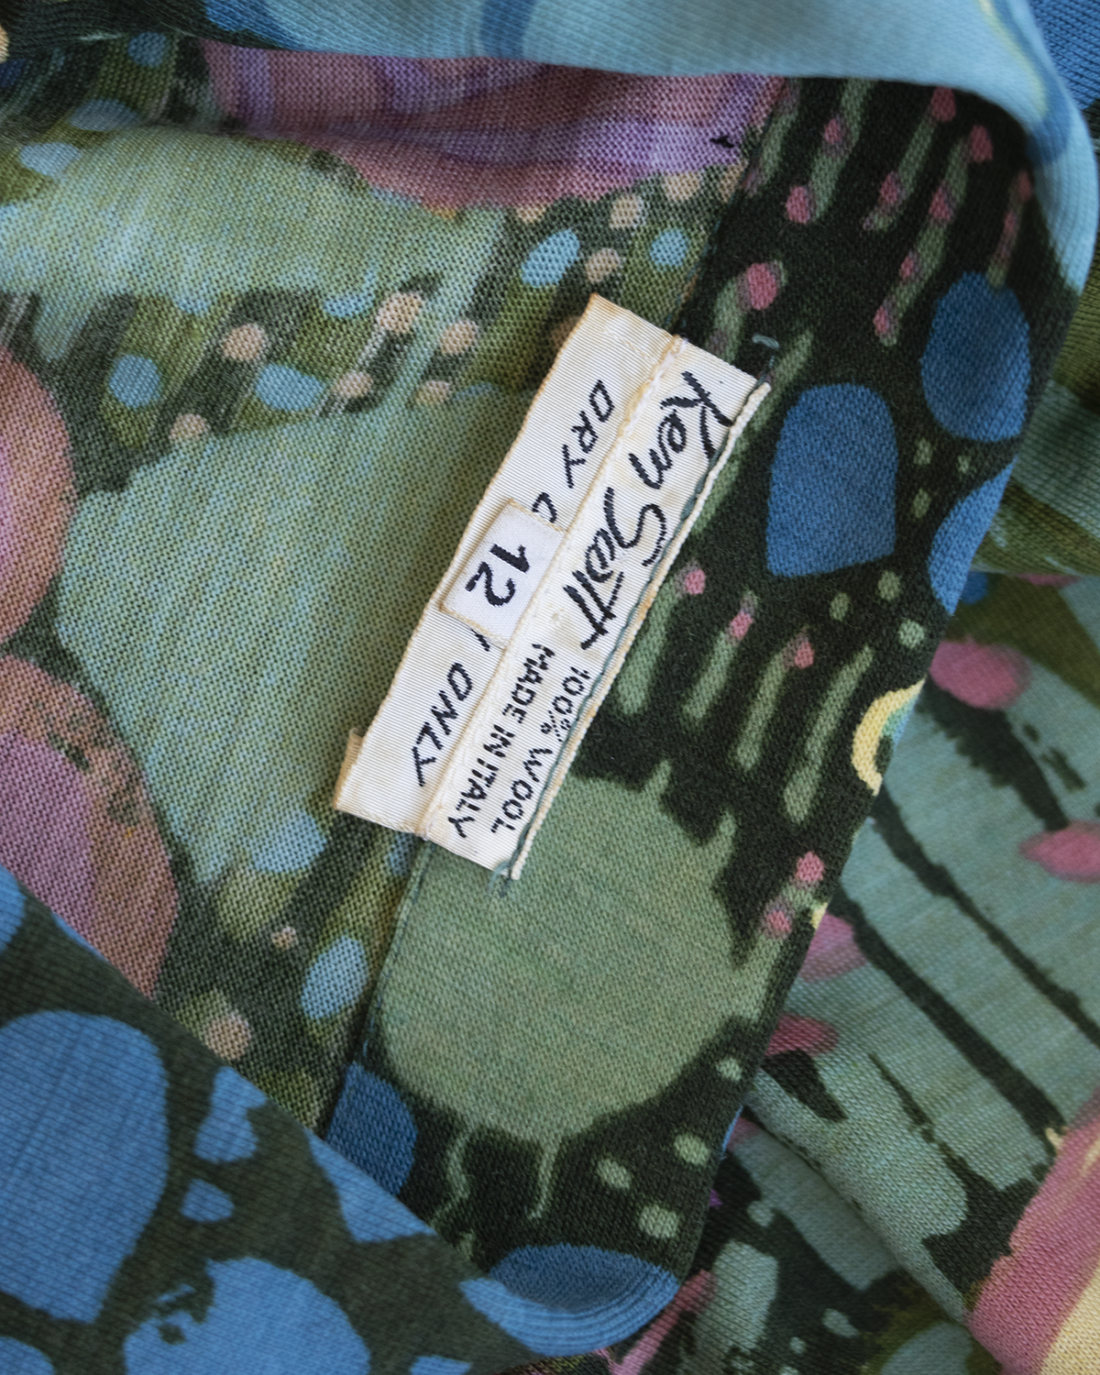 Ken Scott
100% WOOL
MADE IN ITALY
DRY ONLY
12